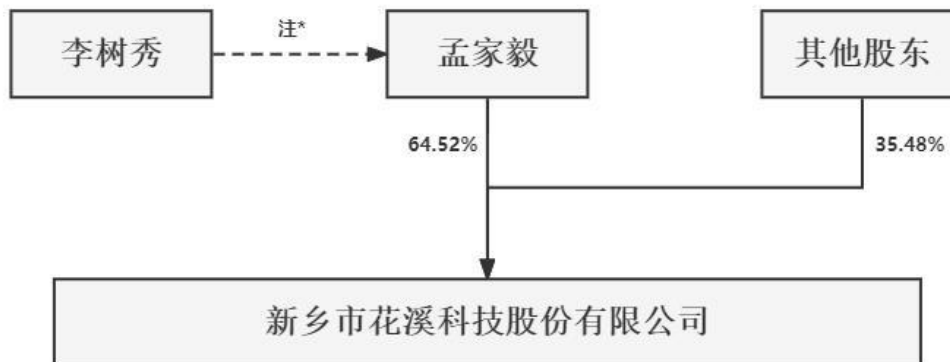 李树秀
注*
孟家毅
其他股东
64.52%
35.48%
新乡市花溪科技股份有限公司